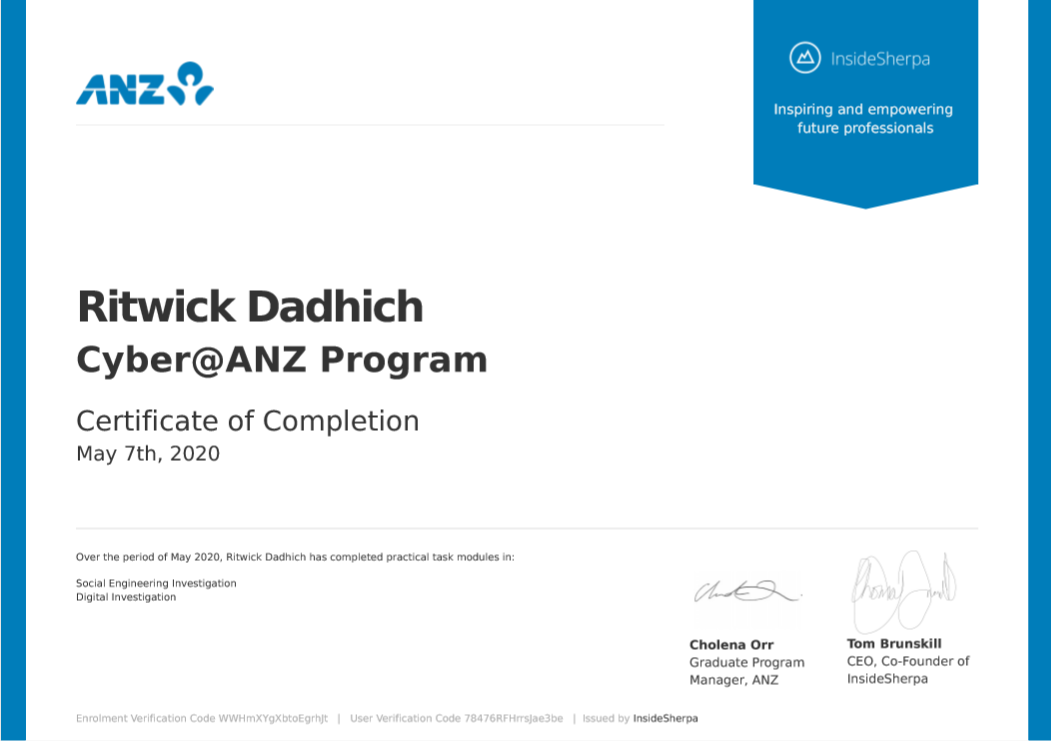 ANZ
InsideSherpa
Inspiring and empowering
future professionals
Ritwick Dadhich
Cyber@ANZ Program
Certificate of Completion
May 7th, 2020
Over the period of May 2020, Ritwick Dadhich has completed practical task modules in:
Social Engineering Investigation
Digital Investigation
Cholena Orr
Graduate Program
Manager, ANZ
Tom Brunskill
CEO, Co-Founder of
InsideSherpa
Enrolment Verification Code WWHmXYgXbtoEgrhJt | User Verification Code 78476RFHrrsJae3be | Issued by InsideSherpa